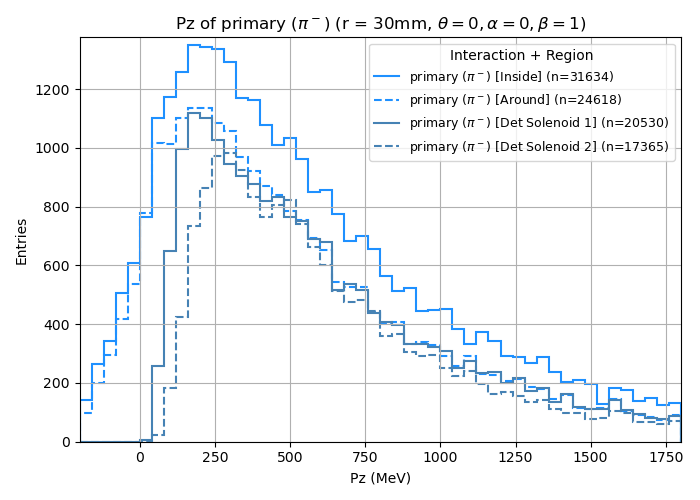 Pz of primary (π⁻) (r = 30mm, θ = 0, α = 0, β = 1)
Interaction + Region
primary (π⁻) [Inside] (n=31634)
primary (π⁻) [Around] (n=24618)
primary (π⁻) [Det Solenoid 1] (n=20530)
primary (π⁻) [Det Solenoid 2] (n=17365)
Entries
1200
1000
800
600
400
200
0
0 250 500 750 1000 1250 1500 1750
Pz (MeV)